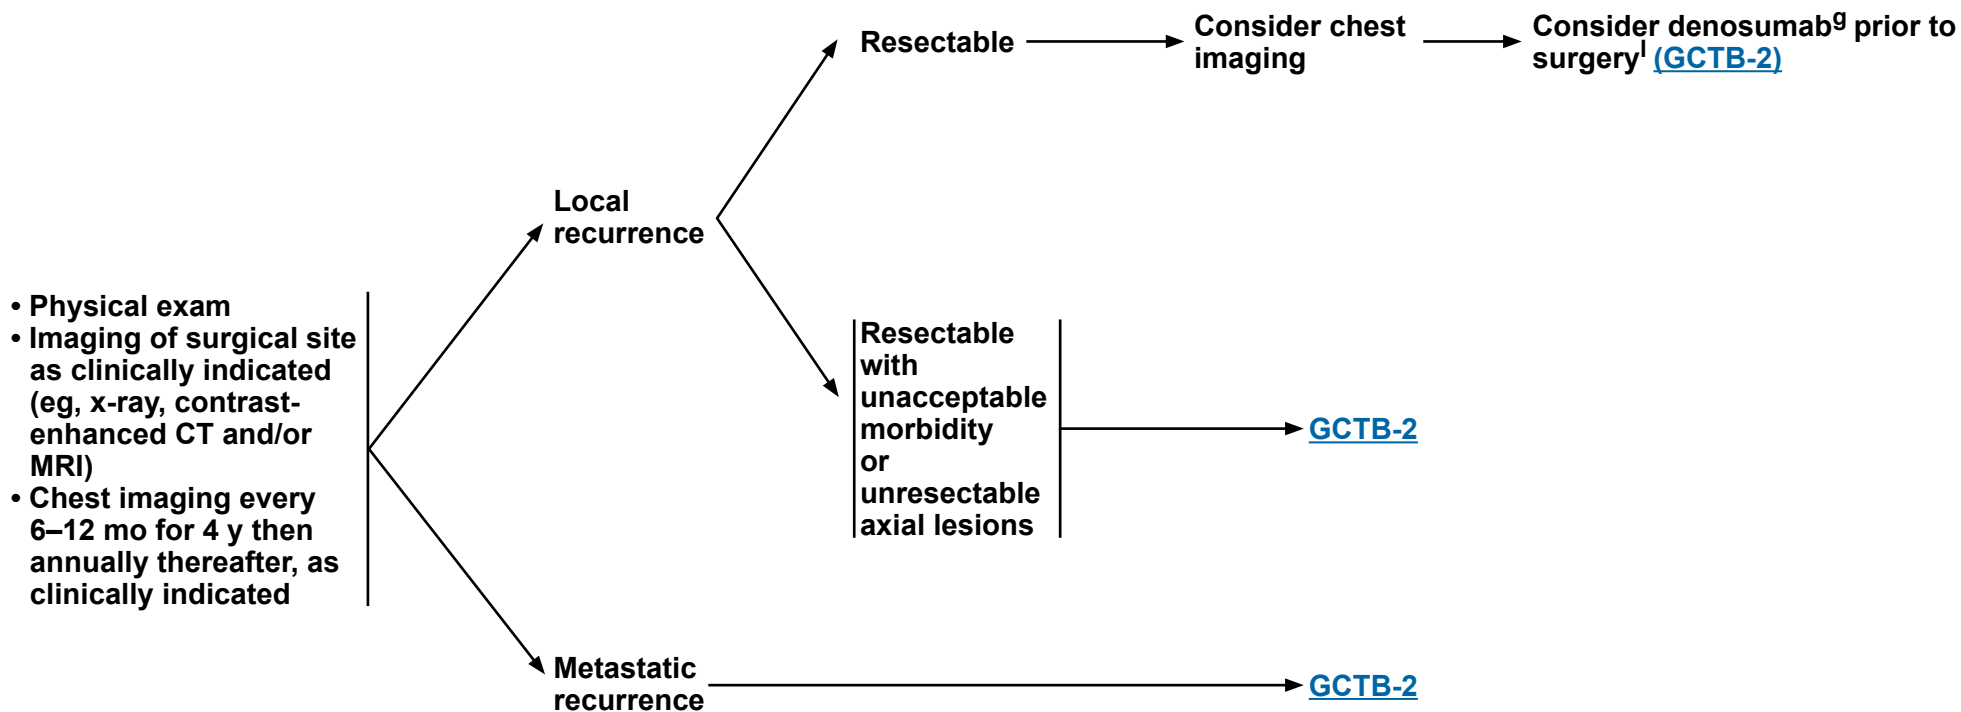 • Physical exam
• Imaging of surgical site
as clinically indicated
(eg, x-ray, contrast-
enhanced CT and/or
MRI)
• Chest imaging every
6–12 mo for 4 y then
annually thereafter, as
clinically indicated
Local
recurrence
Resectable
Consider chest
imaging
Consider denosumabg prior to
surgeryl (GCTB-2)
Resectable
with
unacceptable
morbidity
or
unresectable
axial lesions
GCTB-2
Metastatic
recurrence
GCTB-2